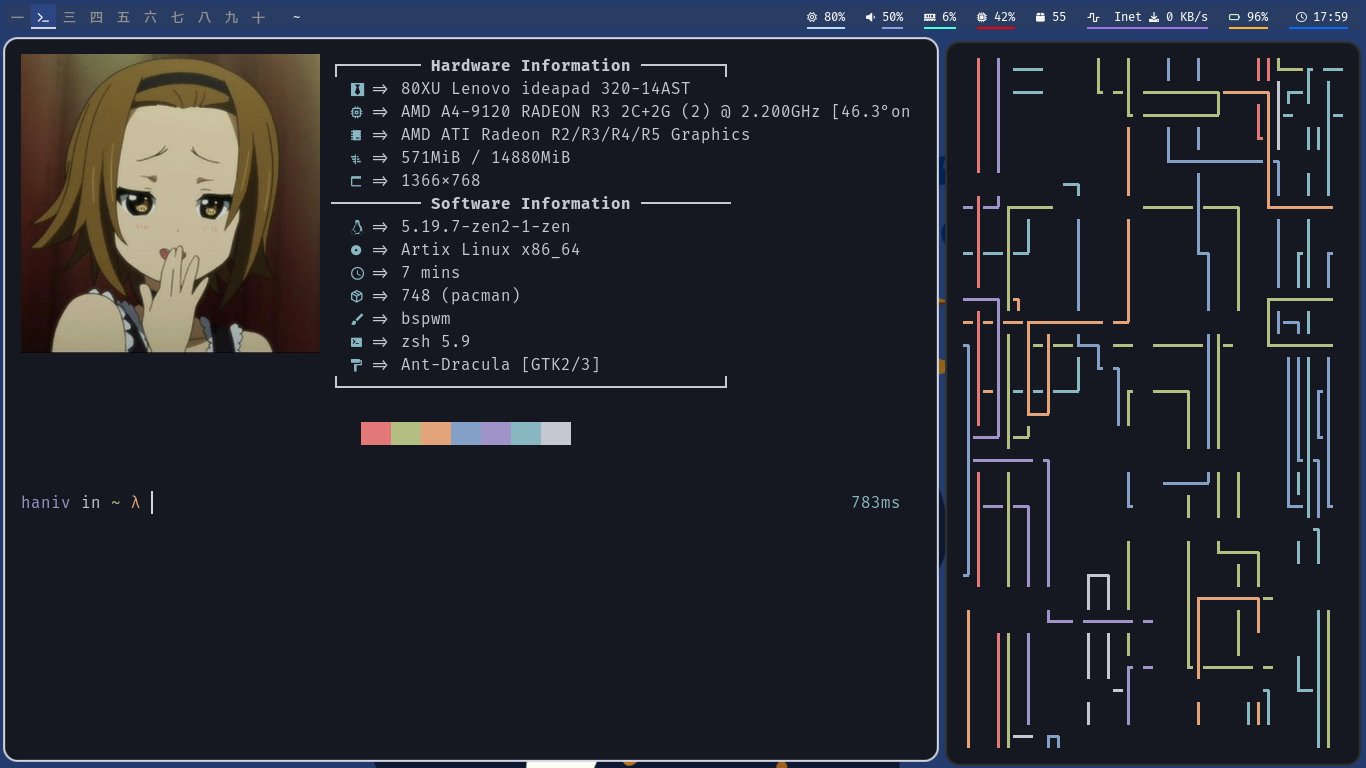 一 三 四 五 六 七 八 九 十 ~ 80% 50% 6% 42% 55 Inet 0 KB/s 96% 17:59
Hardware Information
⇒ 80XU Lenovo ideapad 320-14AST
⇒ AMD A4-9120 RADEON R3 2C+2G (2) @ 2.200GHz [46.3°on
⇒ AMD ATI Radeon R2/R3/R4/R5 Graphics
⇒ 571MiB / 14880MiB
⇒ 1366×768
Software Information
⇒ 5.19.7-zen2-1-zen
⇒ Artix Linux x86_64
⇒ 7 mins
⇒ 748 (pacman)
⇒ bspwm
⇒ zsh 5.9
⇒ Ant-Dracula [GTK2/3]
haniv in ~ λ 783ms